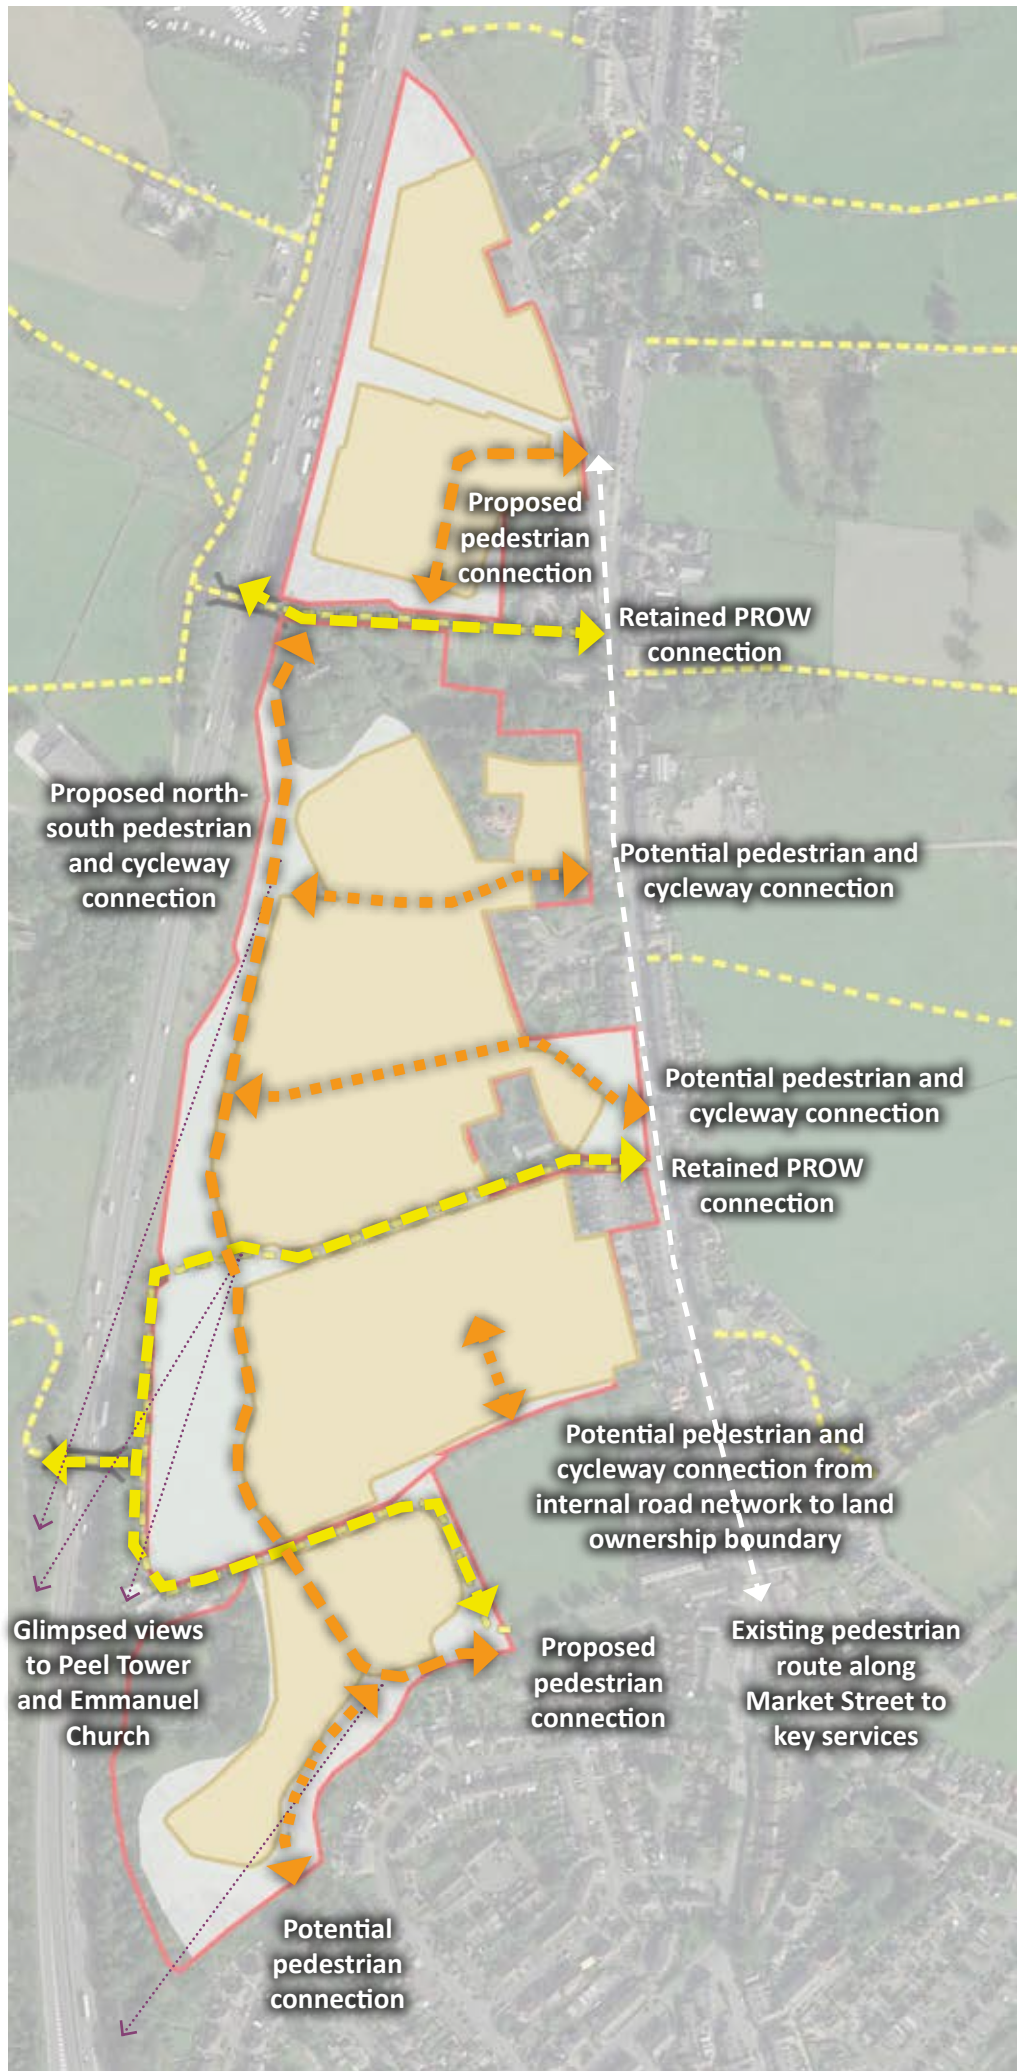 Proposed
pedestrian
connection
Retained PROW
connection
Proposed north-
south pedestrian
and cycleway
connection
Potential pedestrian and
cycleway connection
Potential pedestrian and
cycleway connection
Retained PROW
connection
Potential pedestrian and
cycleway connection from
internal road network to land
ownership boundary
Glimpsed views
to Peel Tower
and Emmanuel
Church
Proposed
pedestrian
connection
Existing pedestrian
route along
Market Street to
key services
Potential
pedestrian
connection